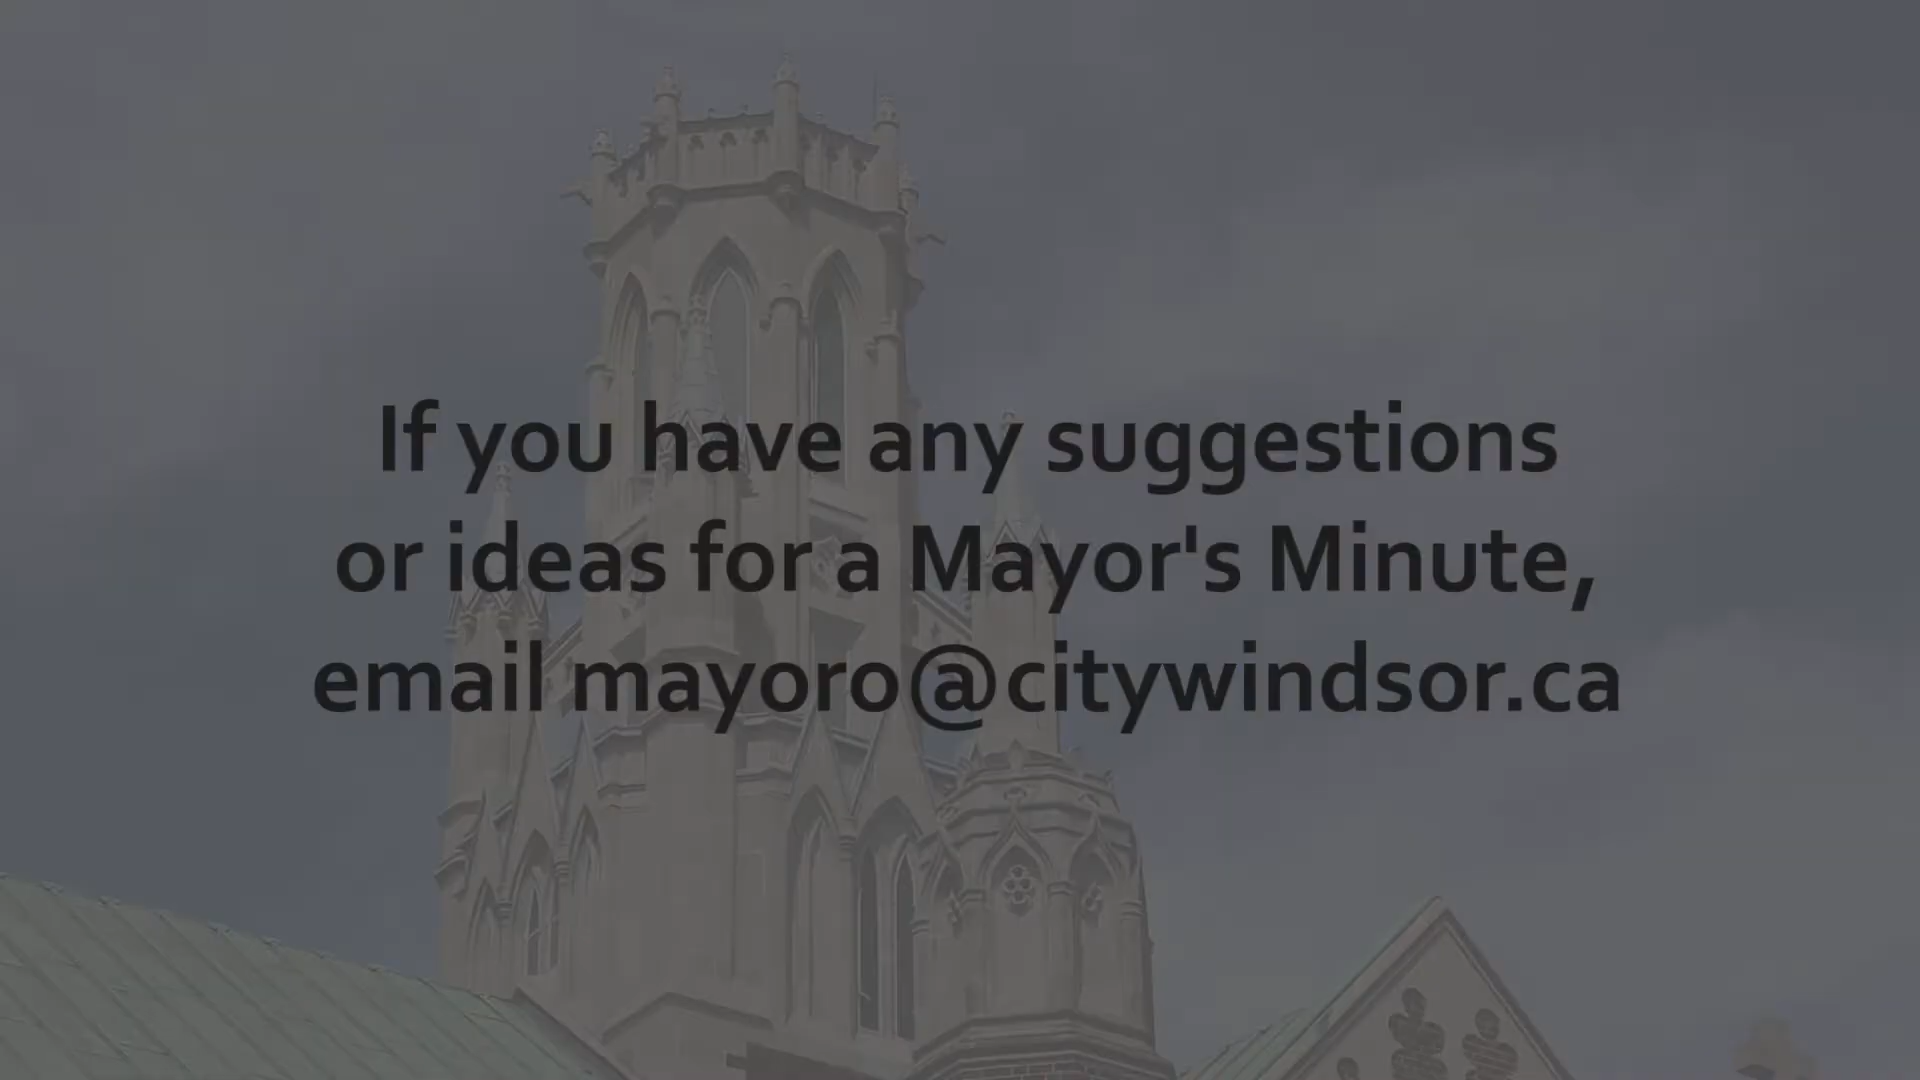 If you have any suggestions
or ideas for a Mayor's Minute,
email mayoro@citywindsor.ca